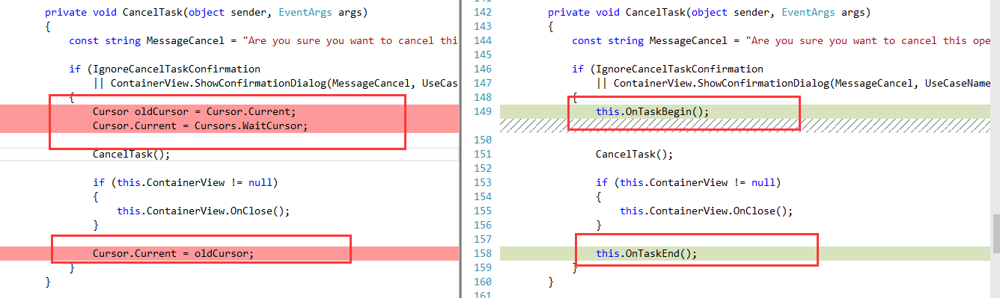 private void CancelTask(object sender, EventArgs args)
{
const string MessageCancel = "Are you sure you want to cancel thi
if (IgnoreCancelTaskConfirmation
|| ContainerView.ShowConfirmationDialog(MessageCancel, UseCas
{
Cursor oldCursor = Cursor.Current;
Cursor.Current = Cursors.WaitCursor;
CancelTask();
if (this.ContainerView != null)
{
this.ContainerView.OnClose();
}
Cursor.Current = oldCursor;
}
}
142 private void CancelTask(object sender, EventArgs args)
143 {
144 const string MessageCancel = "Are you sure you want to cancel this ope
145
146 if (IgnoreCancelTaskConfirmation
147 || ContainerView.ShowConfirmationDialog(MessageCancel, UseCaseName
148 {
149 this.OnTaskBegin();
150
151 CancelTask();
152
153 if (this.ContainerView != null)
154 {
155 this.ContainerView.OnClose();
156 }
157
158 this.OnTaskEnd();
159 }
160 }